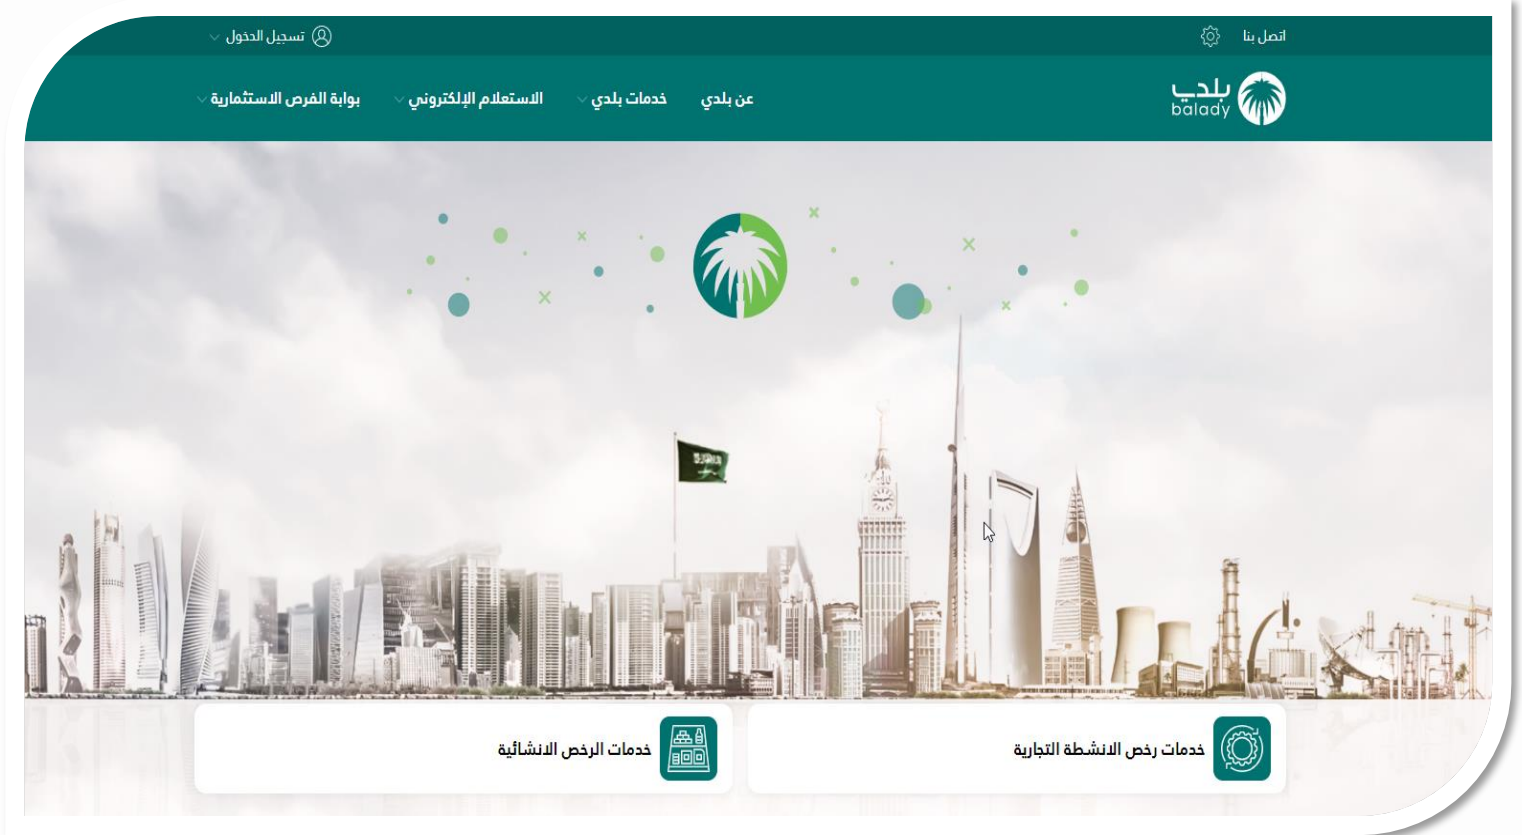 اتصل بنا
تسجيل الدخول
بلدي
balady
عن بلدي
خدمات بلدي
الاستعلام الإلكتروني
بوابة الفرص الاستثمارية
خدمات رخص الانشطة التجارية
خدمات الرخص الانشائية